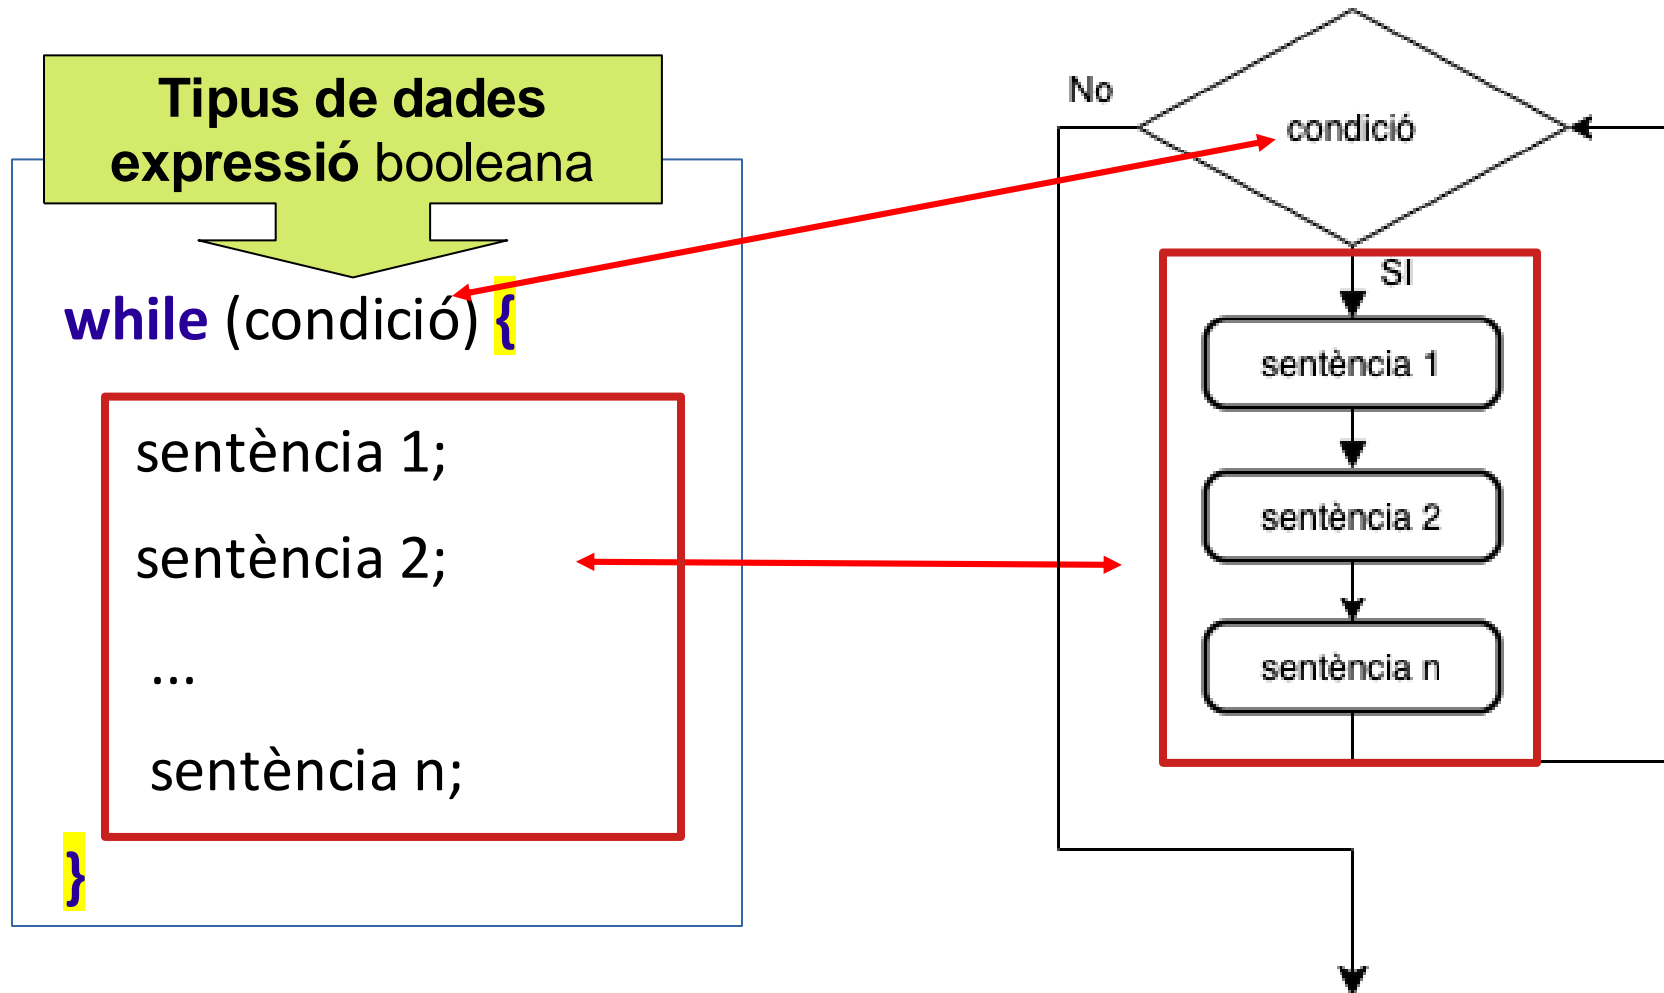 Tipus de dades
expressió booleana
while (condició) {
sentència 1;
sentència 2;
...
sentència n;
}
No
condició
SI
sentència 1
sentència 2
sentència n